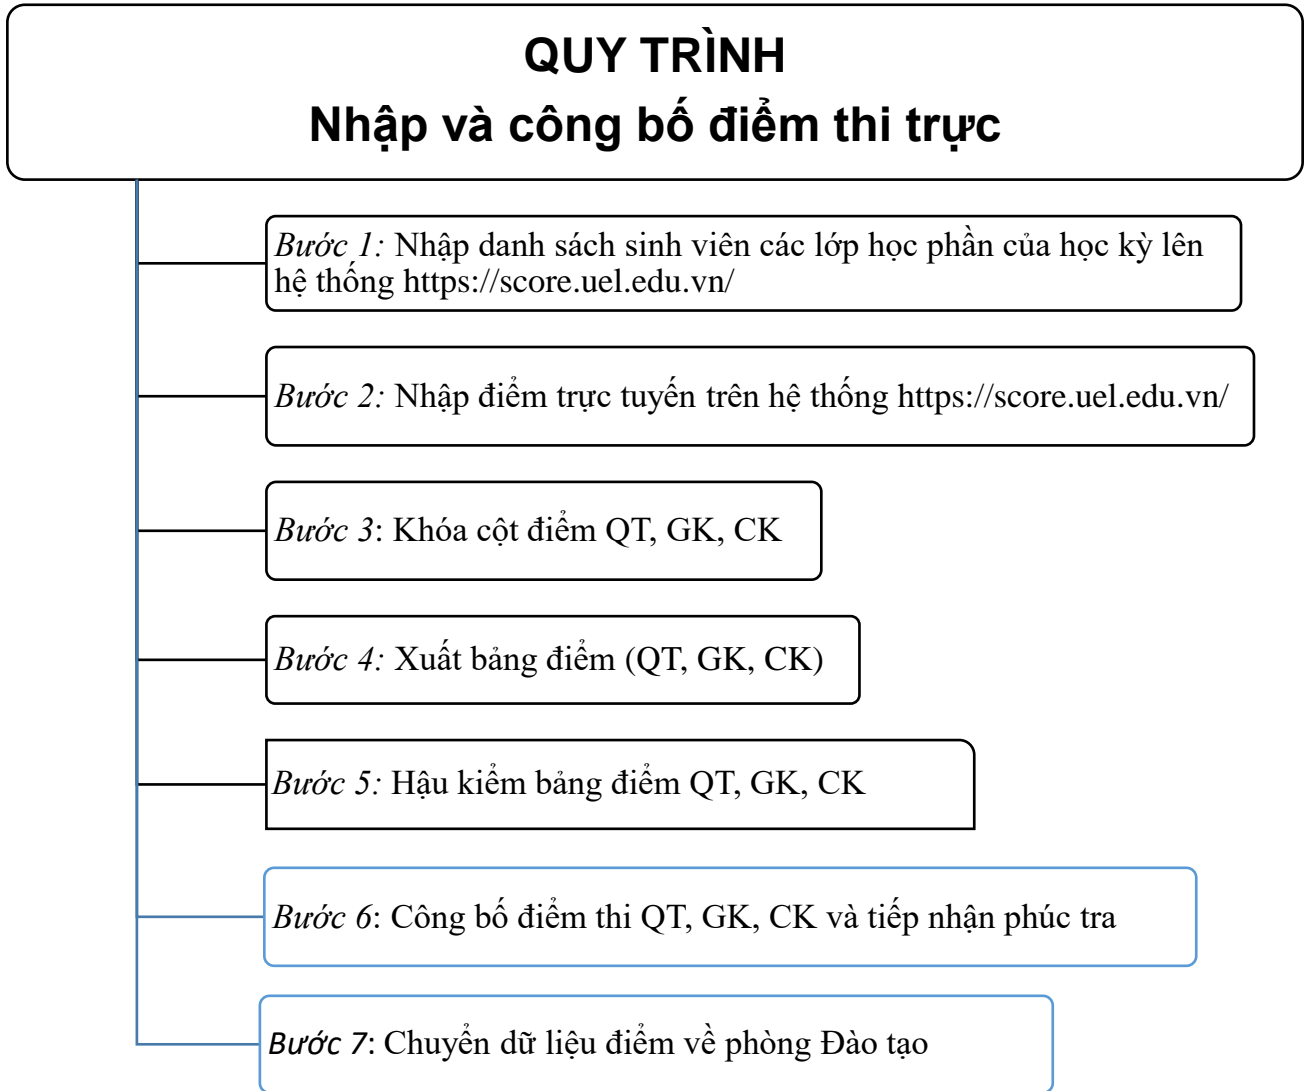 QUY TRÌNH
Nhập và công bố điểm thi trực
Bước 1: Nhập danh sách sinh viên các lớp học phần của học kỳ lên
hệ thống https://score.uel.edu.vn/
Bước 2: Nhập điểm trực tuyến trên hệ thống https://score.uel.edu.vn/
Bước 3: Khóa cột điểm QT, GK, CK
Bước 4: Xuất bảng điểm (QT, GK, CK)
Bước 5: Hậu kiểm bảng điểm QT, GK, CK
Bước 6: Công bố điểm thi QT, GK, CK và tiếp nhận phúc tra
Bước 7: Chuyển dữ liệu điểm về phòng Đào tạo